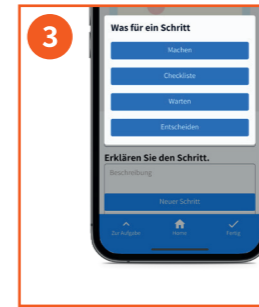 3
Was für ein Schritt
Machen
Checkliste
Warten
Entscheiden
Erklären Sie den Schritt.
Beschreibung
Neuer Schritt
Zur Aufgabe Home Fertig